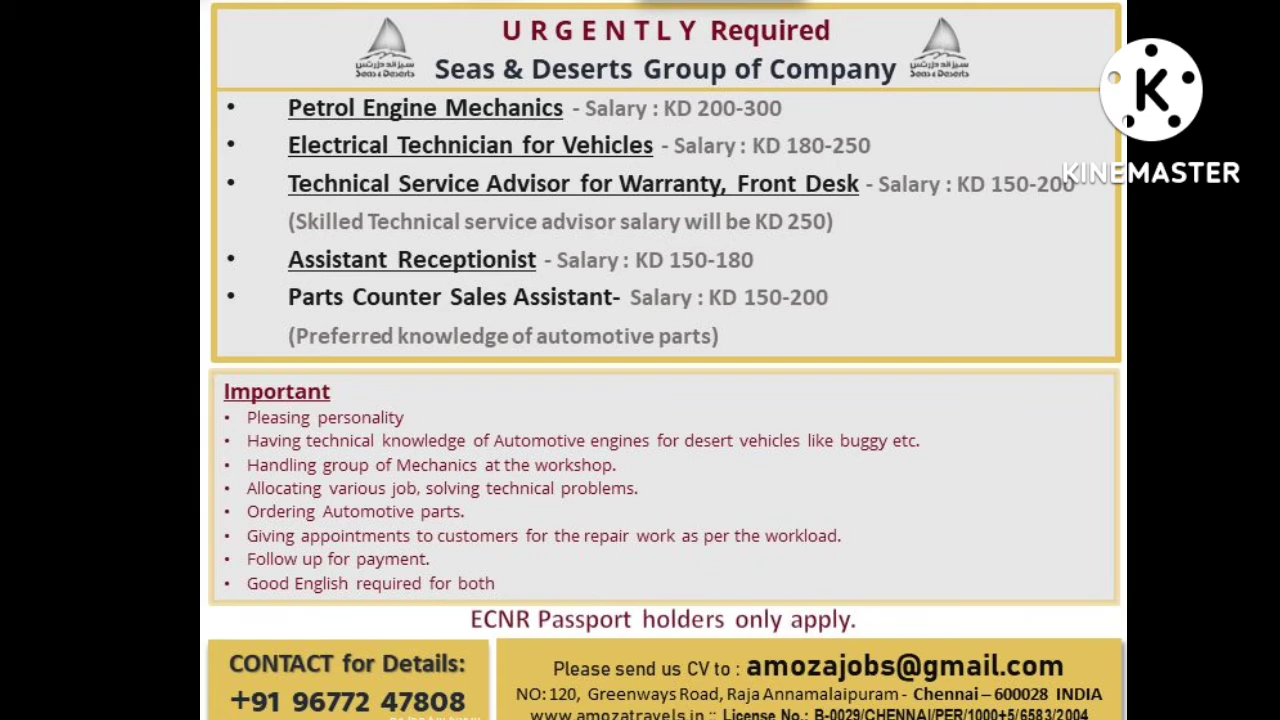 URGENTLY Required
Seas & Deserts Group of Company
سيز اند دزرتس
Seas & Deserts
سيز اند دزرتس
Seas & Deserts
K
KINEMASTER
• Petrol Engine Mechanics - Salary : KD 200-300
• Electrical Technician for Vehicles - Salary : KD 180-250
• Technical Service Advisor for Warranty, Front Desk - Salary : KD 150-200
(Skilled Technical service advisor salary will be KD 250)
• Assistant Receptionist - Salary : KD 150-180
• Parts Counter Sales Assistant- Salary : KD 150-200
(Preferred knowledge of automotive parts)
Important
• Pleasing personality
• Having technical knowledge of Automotive engines for desert vehicles like buggy etc.
• Handling group of Mechanics at the workshop.
• Allocating various job, solving technical problems.
• Ordering Automotive parts.
• Giving appointments to customers for the repair work as per the workload.
• Follow up for payment.
• Good English required for both
ECNR Passport holders only apply.
CONTACT for Details:
+91 96772 47808
Please send us CV to : amozajobs@gmail.com
NO: 120, Greenways Road, Raja Annamalaipuram - Chennai – 600028 INDIA
www.amozatravels.in :: License No.: B-0029/CHENNAI/PER/1000+5/6583/2004